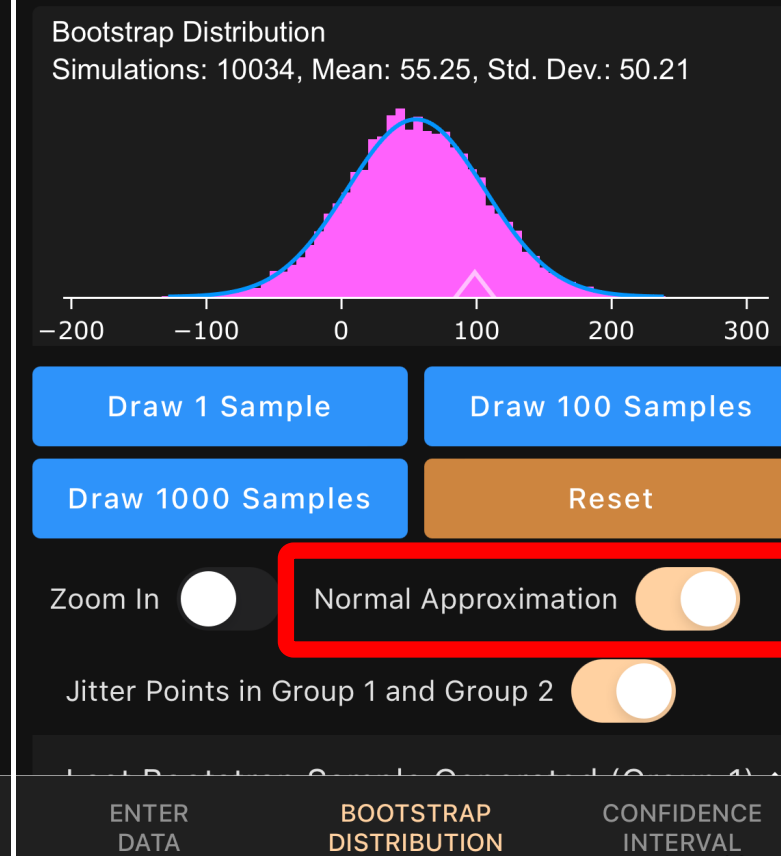 Bootstrap Distribution
Simulations: 10034, Mean: 55.25, Std. Dev.: 50.21
−200 −100 0 100 200 300
Draw 1 Sample Draw 100 Samples
Draw 1000 Samples Reset
Zoom In Normal Approximation
Jitter Points in Group 1 and Group 2
ENTER DATA
BOOTSTRAP DISTRIBUTION
CONFIDENCE INTERVAL